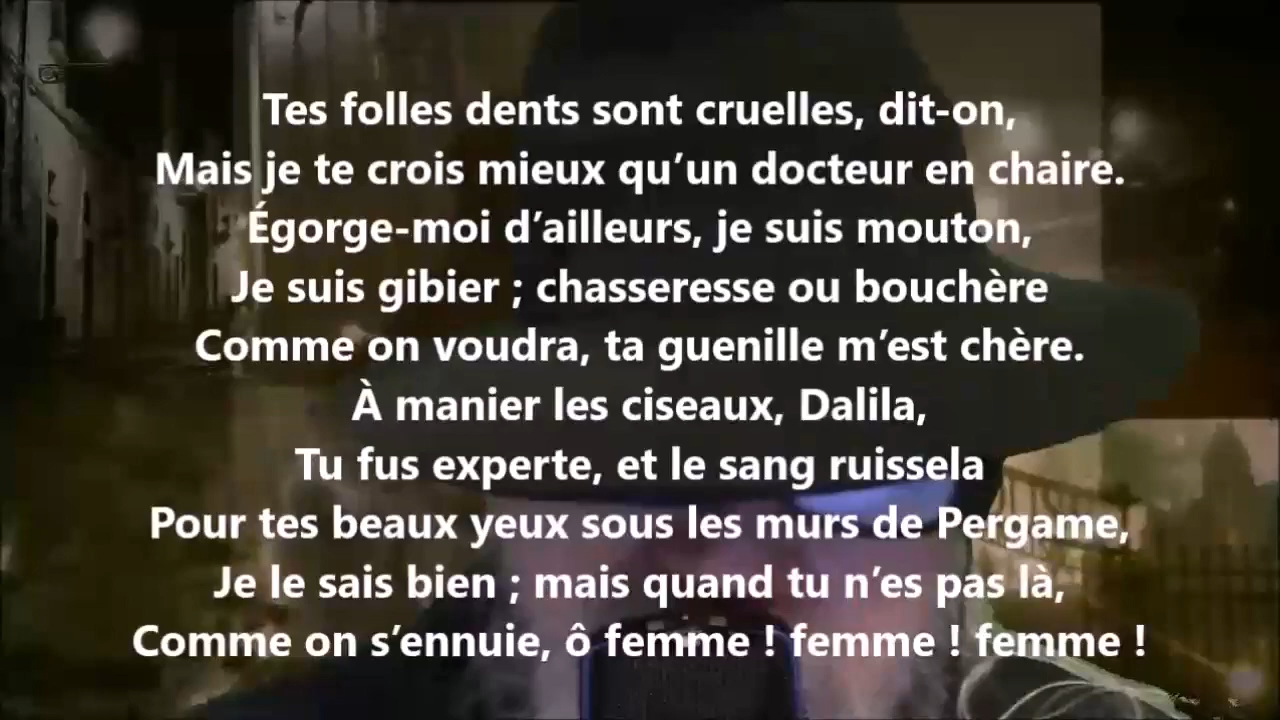 Tes folles dents sont cruelles, dit-on,
Mais je te crois mieux qu’un docteur en chaire.
Égorge-moi d’ailleurs, je suis mouton,
Je suis gibier ; chasseresse ou bouchère
Comme on voudra, ta guenille m’est chère.
À manier les ciseaux, Dalila,
Tu fus experte, et le sang ruissela
Pour tes beaux yeux sous les murs de Pergame,
Je le sais bien ; mais quand tu n’es pas là,
Comme on s’ennuie, ô femme ! femme ! femme !